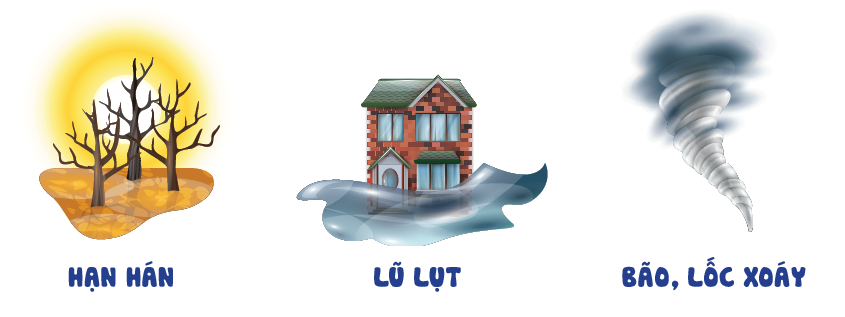 HẠN HÁN
LŨ LỤT
BÃO, LỐC XOÁY